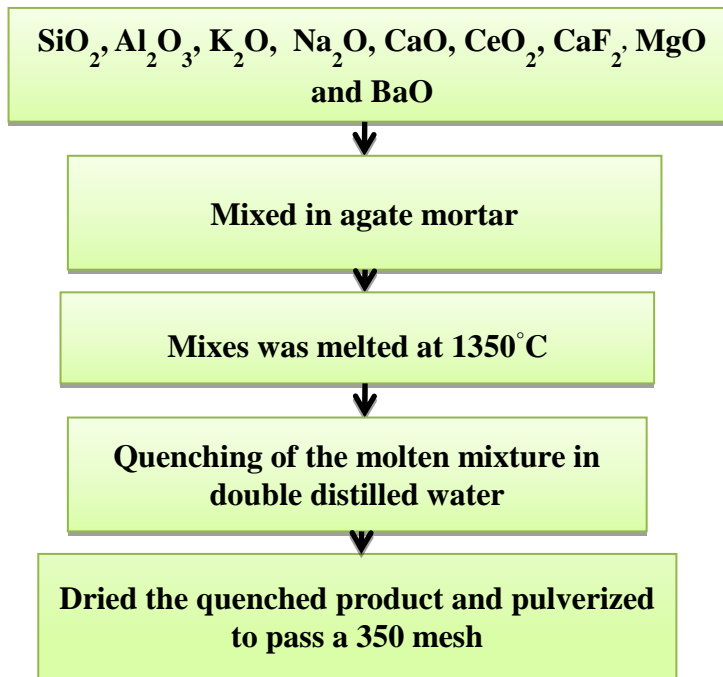 SiO₂, Al₂O₃, K₂O, Na₂O, CaO, CeO₂, CaF₂, MgO
and BaO
Mixed in agate mortar
Mixes was melted at 1350°C
Quenching of the molten mixture in
double distilled water
Dried the quenched product and pulverized
to pass a 350 mesh